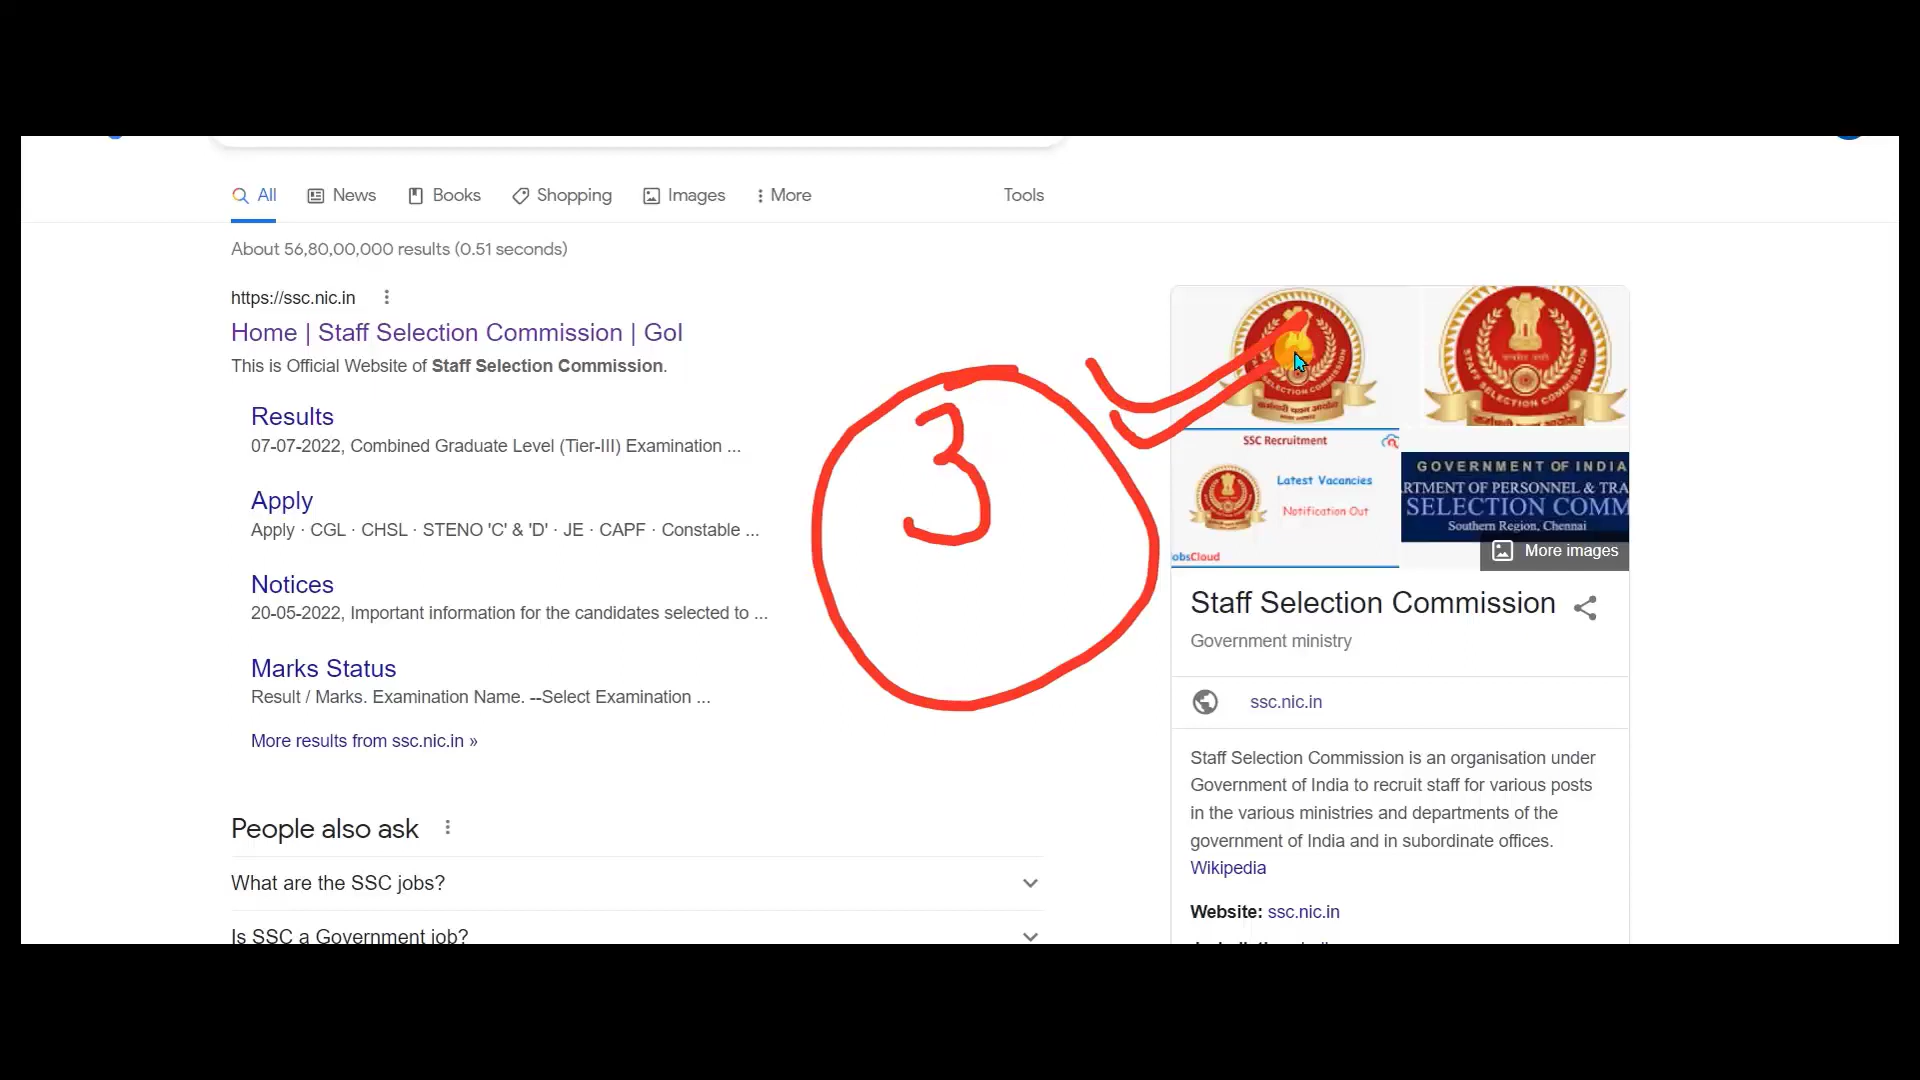 All
News
Books
Shopping
Images
More
Tools
About 56,80,00,000 results (0.51 seconds)
https://ssc.nic.in
Home | Staff Selection Commission | GoI
This is Official Website of Staff Selection Commission.
Results
07-07-2022, Combined Graduate Level (Tier-III) Examination ...
Apply
Apply · CGL · CHSL · STENO 'C' & 'D' · JE · CAPF · Constable ...
Notices
20-05-2022, Important information for the candidates selected to ...
Marks Status
Result / Marks. Examination Name. --Select Examination ...
More results from ssc.nic.in »
People also ask
What are the SSC jobs?
Is SSC a Government job?
3
SELECTION COMMISSION
STAFF SELECTION COMMISSION
SSC Recruitment
Latest Vacancies
Notification Out
obsCloud
GOVERNMENT OF INDIA
RTMENT OF PERSONNEL & TRA
SELECTION COMM
Southern Region, Chennai
More images
Staff Selection Commission
Government ministry
ssc.nic.in
Staff Selection Commission is an organisation under
Government of India to recruit staff for various posts
in the various ministries and departments of the
government of India and in subordinate offices.
Wikipedia
Website: ssc.nic.in